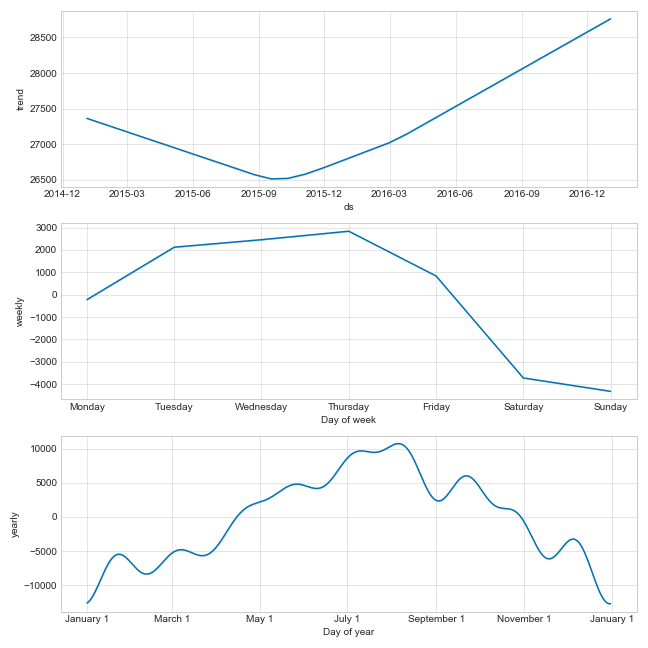 28500
28000
27500
27000
26500
trend
2014-12 2015-03 2015-06 2015-09 2015-12 2016-03 2016-06 2016-09 2016-12
ds
3000
2000
1000
0
−1000
−2000
−3000
−4000
weekly
Monday Tuesday Wednesday Thursday Friday Saturday Sunday
Day of week
10000
5000
0
−5000
−10000
yearly
January 1 March 1 May 1 July 1 September 1 November 1 January 1
Day of year